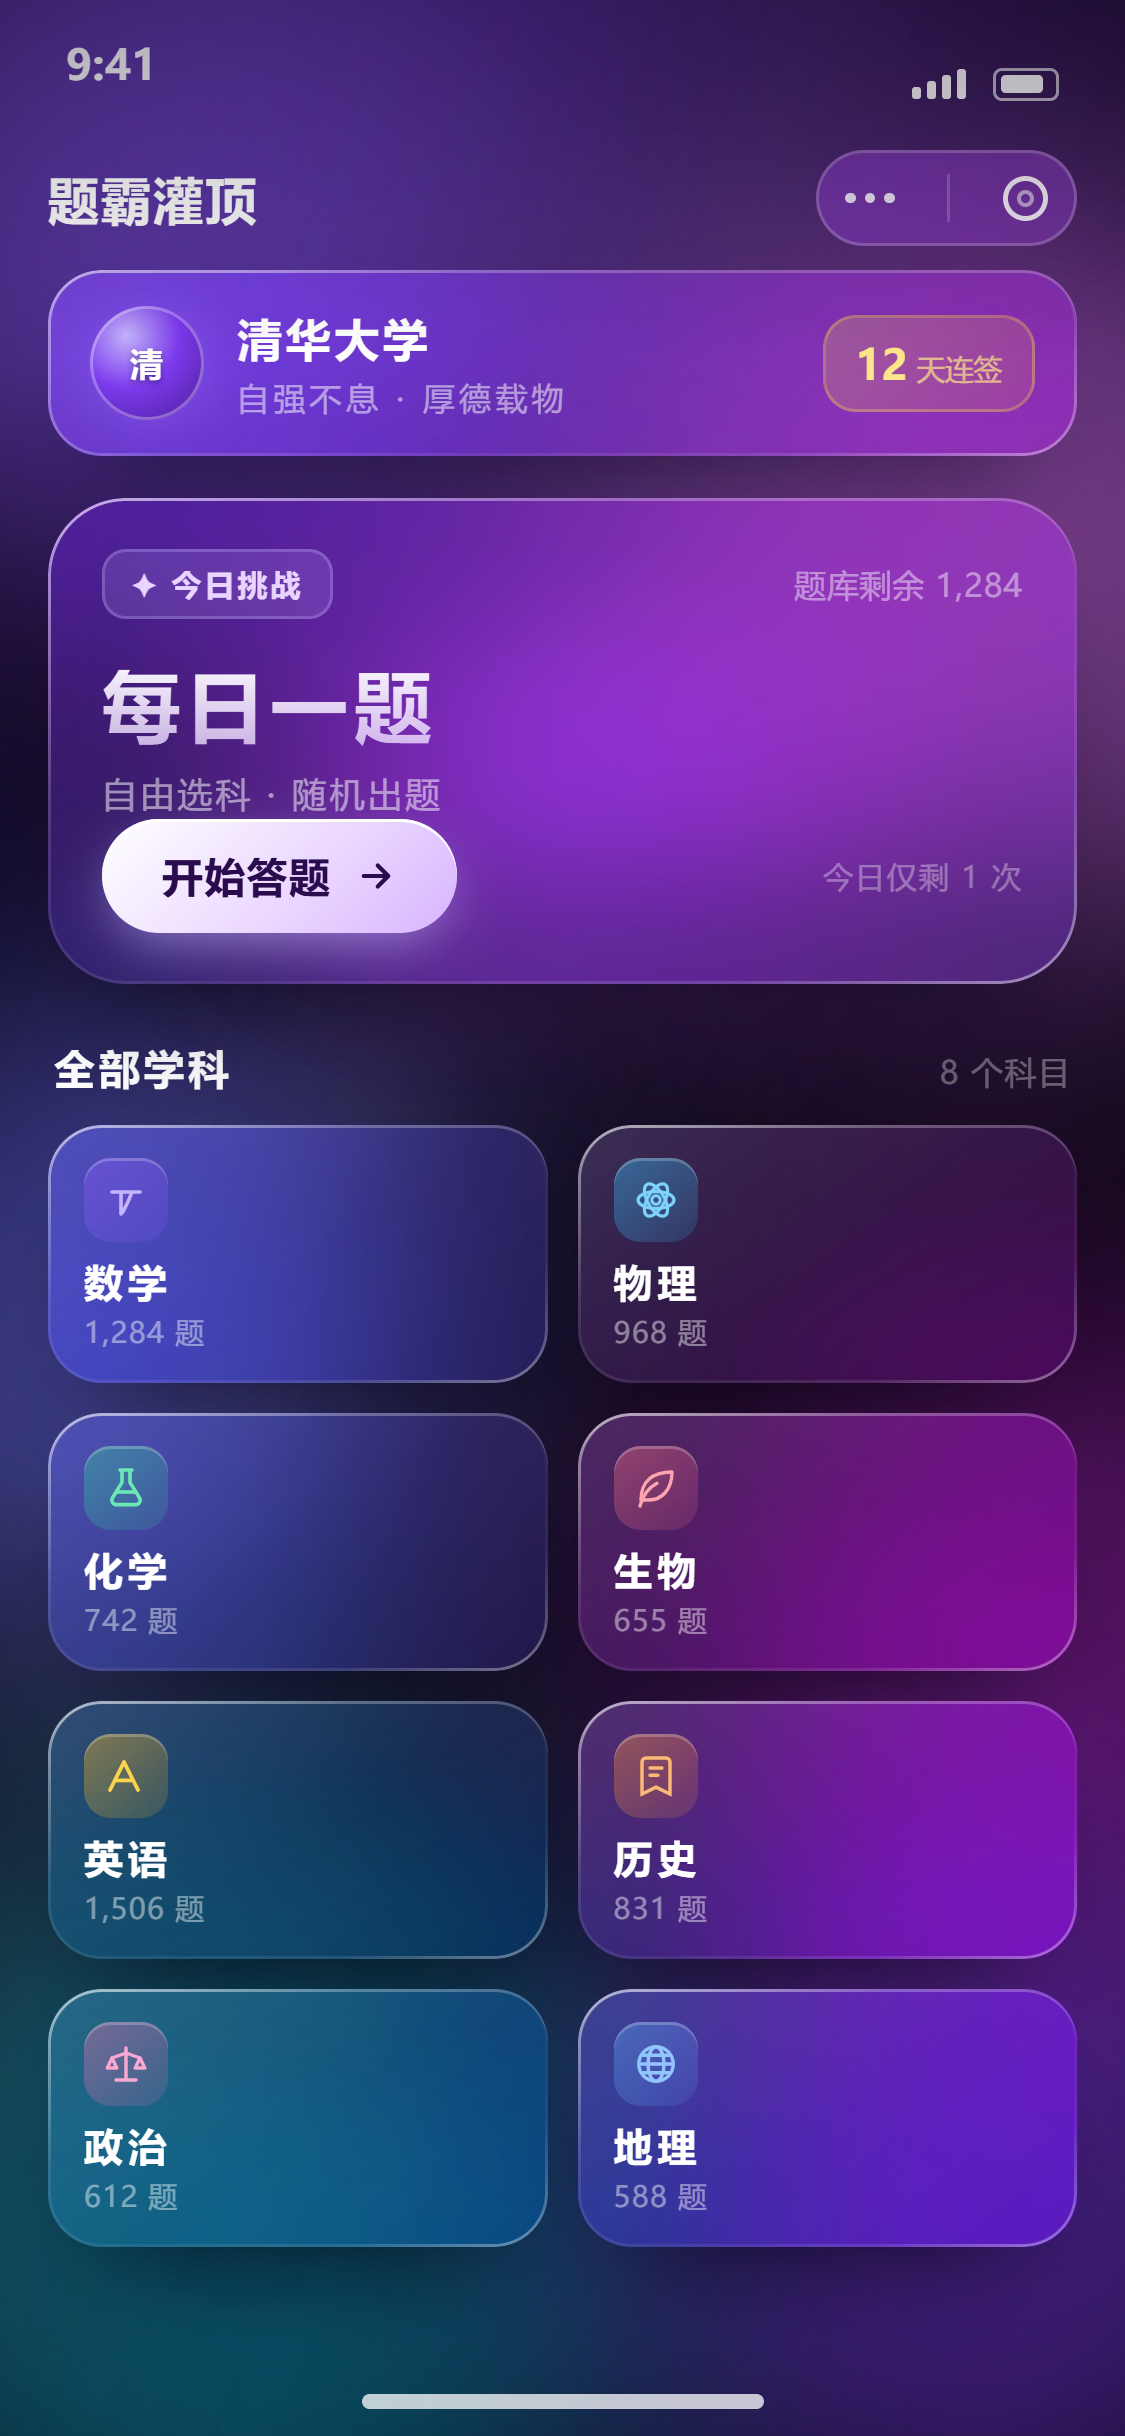 9:41
题霸灌顶
清
清华大学
自强不息 · 厚德载物
12 天连签
今日挑战
题库剩余 1,284
每日一题
自由选科 · 随机出题
开始答题 →
今日仅剩 1 次
全部学科
8 个科目
数学
1,284 题
物理
968 题
化学
742 题
生物
655 题
英语
1,506 题
历史
831 题
政治
612 题
地理
588 题